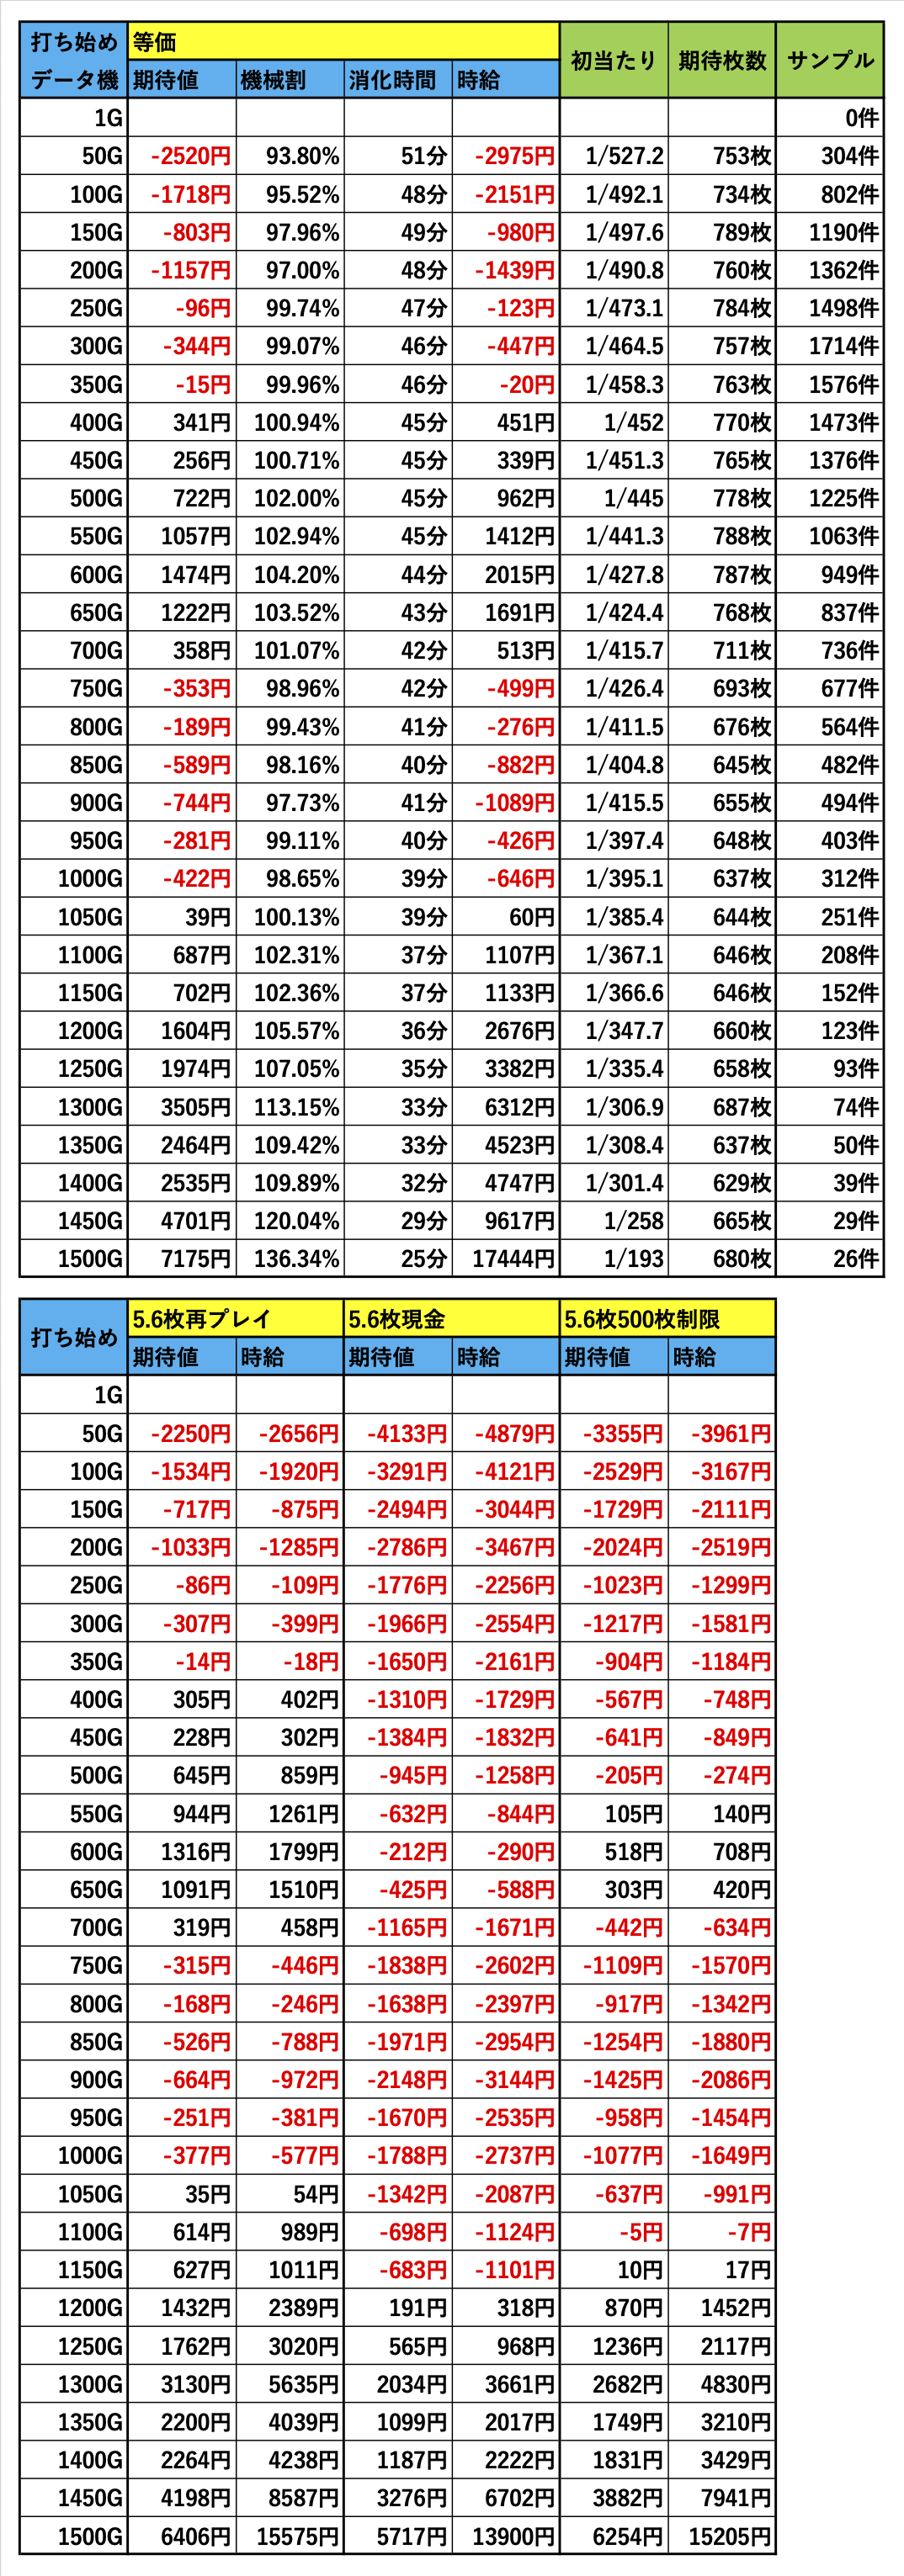 打ち始め 等価 初当たり 期待枚数 サンプル
データ機 期待値 機械割 消化時間 時給
1G 0件
50G -2520円 93.80% 51分 -2975円 1/527.2 753枚 304件
100G -1718円 95.52% 48分 -2151円 1/492.1 734枚 802件
150G -803円 97.96% 49分 -980円 1/497.6 789枚 1190件
200G -1157円 97.00% 48分 -1439円 1/490.8 760枚 1362件
250G -96円 99.74% 47分 -123円 1/473.1 784枚 1498件
300G -344円 99.07% 46分 -447円 1/464.5 757枚 1714件
350G -15円 99.96% 46分 -20円 1/458.3 763枚 1576件
400G 341円 100.94% 45分 451円 1/452 770枚 1473件
450G 256円 100.71% 45分 339円 1/451.3 765枚 1376件
500G 722円 102.00% 45分 962円 1/445 778枚 1225件
550G 1057円 102.94% 45分 1412円 1/441.3 788枚 1063件
600G 1474円 104.20% 44分 2015円 1/427.8 787枚 949件
650G 1222円 103.52% 43分 1691円 1/424.4 768枚 837件
700G 358円 101.07% 42分 513円 1/415.7 711枚 736件
750G -353円 98.96% 42分 -499円 1/426.4 693枚 677件
800G -189円 99.43% 41分 -276円 1/411.5 676枚 564件
850G -589円 98.16% 40分 -882円 1/404.8 645枚 482件
900G -744円 97.73% 41分 -1089円 1/415.5 655枚 494件
950G -281円 99.11% 40分 -426円 1/397.4 648枚 403件
1000G -422円 98.65% 39分 -646円 1/395.1 637枚 312件
1050G 39円 100.13% 39分 60円 1/385.4 644枚 251件
1100G 687円 102.31% 37分 1107円 1/367.1 646枚 208件
1150G 702円 102.36% 37分 1133円 1/366.6 646枚 152件
1200G 1604円 105.57% 36分 2676円 1/347.7 660枚 123件
1250G 1974円 107.05% 35分 3382円 1/335.4 658枚 93件
1300G 3505円 113.15% 33分 6312円 1/306.9 687枚 74件
1350G 2464円 109.42% 33分 4523円 1/308.4 637枚 50件
1400G 2535円 109.89% 32分 4747円 1/301.4 629枚 39件
1450G 4701円 120.04% 29分 9617円 1/258 665枚 29件
1500G 7175円 136.34% 25分 17444円 1/193 680枚 26件
打ち始め 5.6枚再プレイ 5.6枚現金 5.6枚500枚制限
期待値 時給 期待値 時給 期待値 時給
1G
50G -2250円 -2656円 -4133円 -4879円 -3355円 -3961円
100G -1534円 -1920円 -3291円 -4121円 -2529円 -3167円
150G -717円 -875円 -2494円 -3044円 -1729円 -2111円
200G -1033円 -1285円 -2786円 -3467円 -2024円 -2519円
250G -86円 -109円 -1776円 -2256円 -1023円 -1299円
300G -307円 -399円 -1966円 -2554円 -1217円 -1581円
350G -14円 -18円 -1650円 -2161円 -904円 -1184円
400G 305円 402円 -1310円 -1729円 -567円 -748円
450G 228円 302円 -1384円 -1832円 -641円 -849円
500G 645円 859円 -945円 -1258円 -205円 -274円
550G 944円 1261円 -632円 -844円 105円 140円
600G 1316円 1799円 -212円 -290円 518円 708円
650G 1091円 1510円 -425円 -588円 303円 420円
700G 319円 458円 -1165円 -1671円 -442円 -634円
750G -315円 -446円 -1838円 -2602円 -1109円 -1570円
800G -168円 -246円 -1638円 -2397円 -917円 -1342円
850G -526円 -788円 -1971円 -2954円 -1254円 -1880円
900G -664円 -972円 -2148円 -3144円 -1425円 -2086円
950G -251円 -381円 -1670円 -2535円 -958円 -1454円
1000G -377円 -577円 -1788円 -2737円 -1077円 -1649円
1050G 35円 54円 -1342円 -2087円 -637円 -991円
1100G 614円 989円 -698円 -1124円 -5円 -7円
1150G 627円 1011円 -683円 -1101円 10円 17円
1200G 1432円 2389円 191円 318円 870円 1452円
1250G 1762円 3020円 565円 968円 1236円 2117円
1300G 3130円 5635円 2034円 3661円 2682円 4830円
1350G 2200円 4039円 1099円 2017円 1749円 3210円
1400G 2264円 4238円 1187円 2222円 1831円 3429円
1450G 4198円 8587円 3276円 6702円 3882円 7941円
1500G 6406円 15575円 5717円 13900円 6254円 15205円